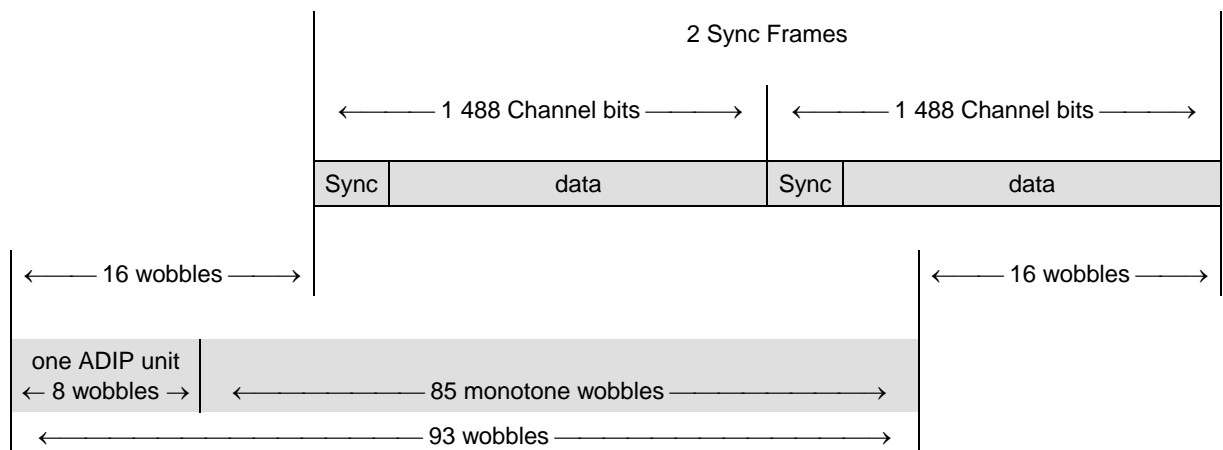 2 Sync Frames
← 1 488 Channel bits → ← 1 488 Channel bits →
Sync data Sync data
← 16 wobbles → ← 16 wobbles →
one ADIP unit
← 8 wobbles → ← 85 monotone wobbles →
← 93 wobbles →